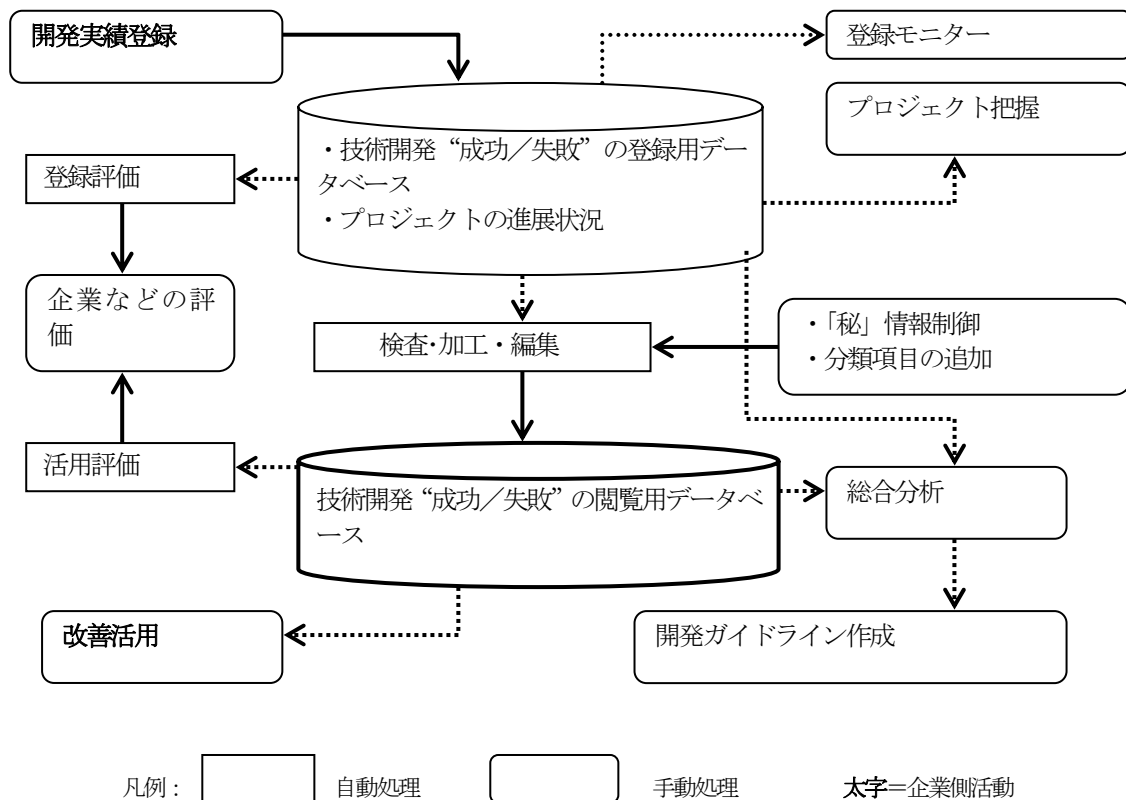 開発実績登録
登録モニター
プロジェクト把握
・技術開発“成功／失敗”の登録用デー
タベース
・プロジェクトの進展状況
登録評価
企業などの評
価
・「秘」情報制御
・分類項目の追加
検査・加工・編集
活用評価
技術開発“成功／失敗”の閲覧用データベ
ース
総合分析
改善活用
開発ガイドライン作成
凡例： 自動処理 手動処理 太字＝企業側活動